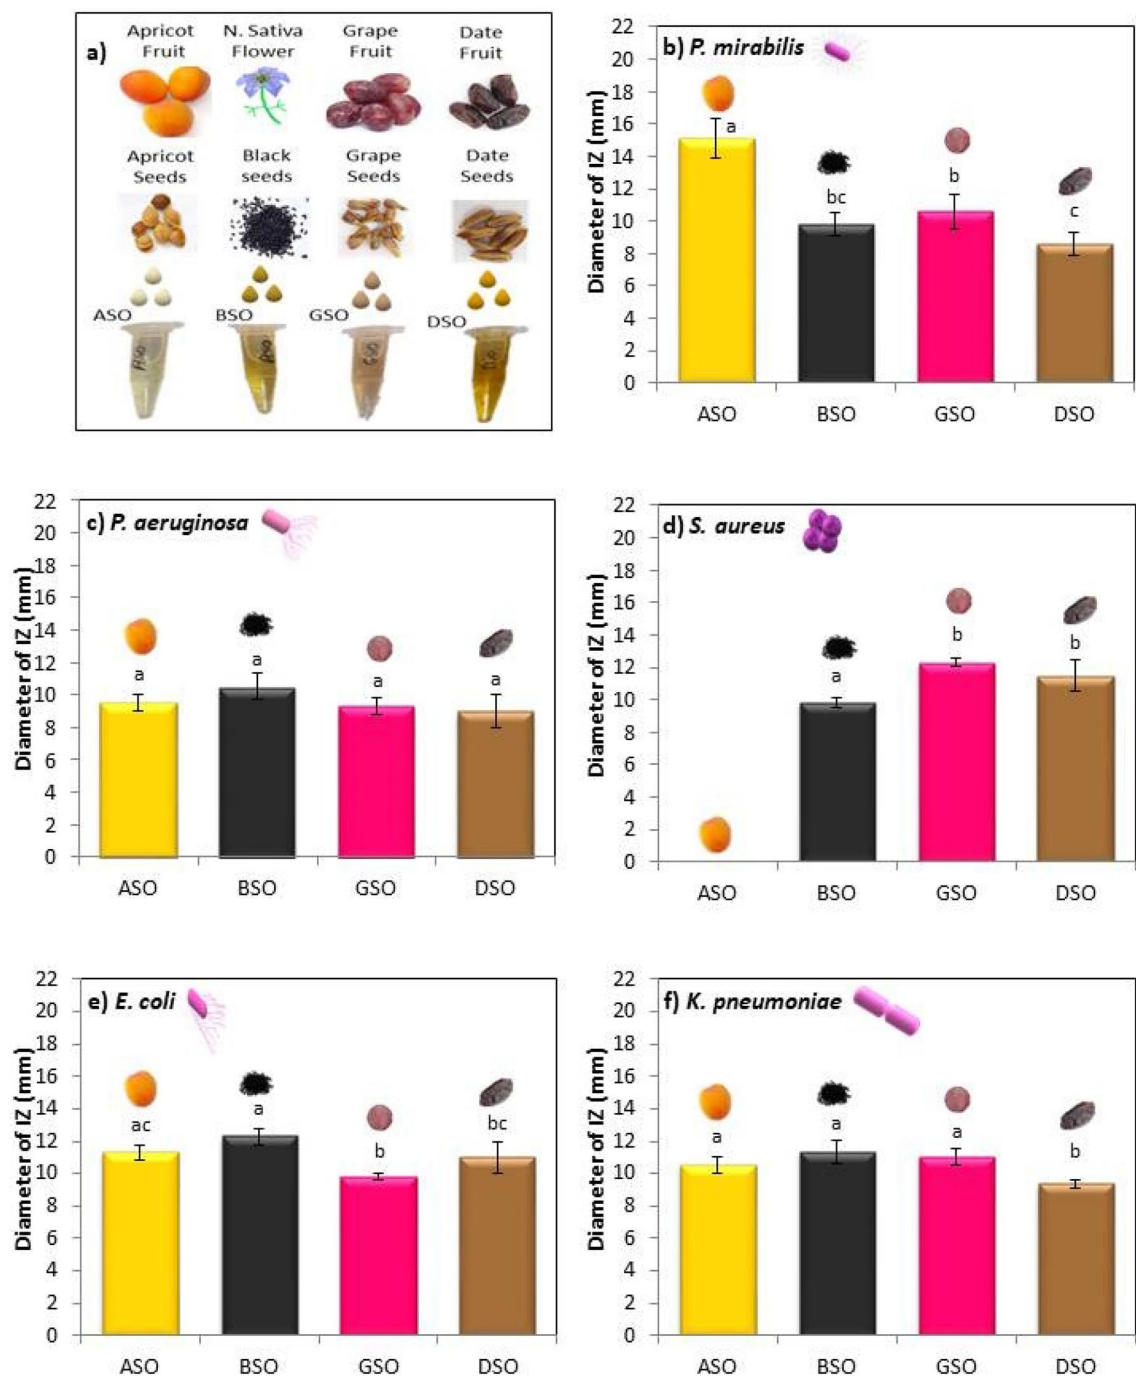 a)
Apricot Fruit
N. Sativa Flower
Grape Fruit
Date Fruit
Apricot Seeds
Black seeds
Grape Seeds
Date Seeds
ASO
BSO
GSO
DSO
ASO
GSO
b) P. mirabilis
Diameter of IZ (mm)
22
20
18
16
14
12
10
8
6
4
2
0
a
bc
b
c
ASO BSO GSO DSO
c) P. aeruginosa
Diameter of IZ (mm)
22
20
18
16
14
12
10
8
6
4
2
0
a
a
a
a
ASO BSO GSO DSO
d) S. aureus
Diameter of IZ (mm)
22
20
18
16
14
12
10
8
6
4
2
0
a
b
b
ASO BSO GSO DSO
e) E. coli
Diameter of IZ (mm)
22
20
18
16
14
12
10
8
6
4
2
0
ac
a
b
bc
ASO BSO GSO DSO
f) K. pneumoniae
Diameter of IZ (mm)
22
20
18
16
14
12
10
8
6
4
2
0
a
a
a
b
ASO BSO GSO DSO